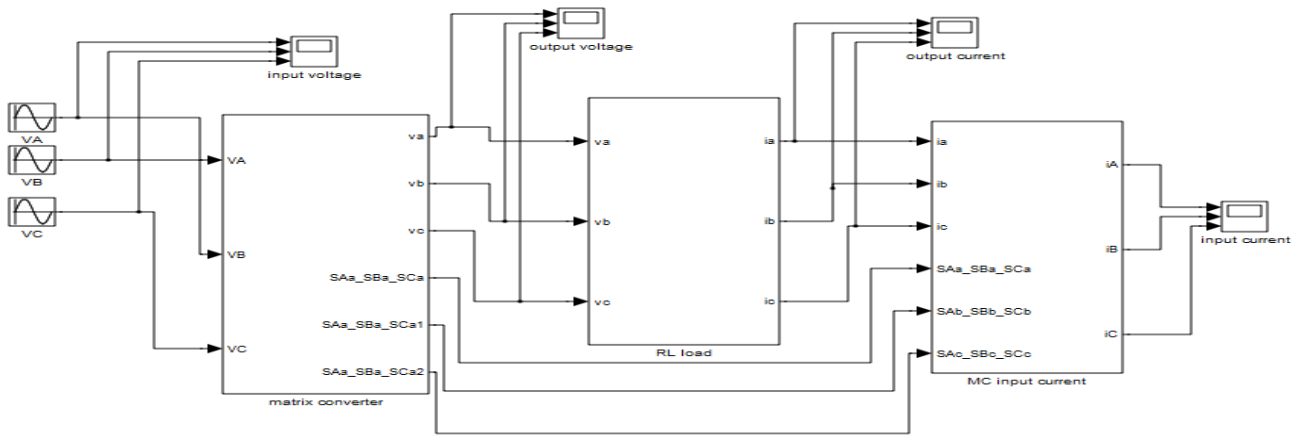 input voltage
output voltage
output current
VA
VB
VC
VA
VB
VC
va
vb
vc
SAa_SBa_SCa
SAa_SBa_SCa1
SAa_SBa_SCa2
matrix converter
va
vb
vc
ia
ib
ic
RL load
ia
ib
ic
SAa_SBa_SCa
SAb_SBb_SCb
SAc_SBc_SCc
iA
iB
iC
MC input current
input current